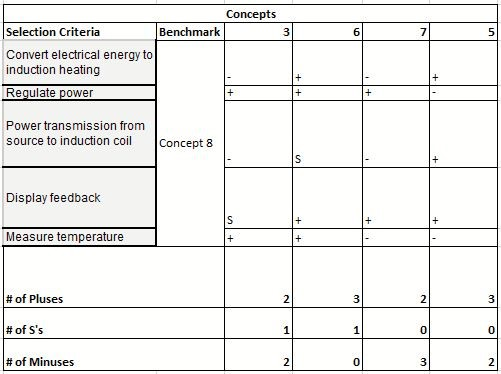 Concepts
Selection Criteria Benchmark 3 6 7 5
Convert electrical energy to
induction heating
- + - +
Regulate power + + + -
Power transmission from
source to induction coil
Concept 8
- S - +
Display feedback
S + + +
Measure temperature + + - -
# of Pluses 2 3 2 3
# of S's 1 1 0 0
# of Minuses 2 0 3 2